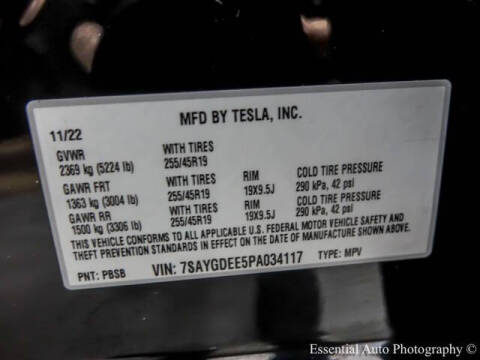 MFD BY TESLA, INC.
11/22
GVWR WITH TIRES
2369 kg (5224 lb) 255/45R19
GAWR FRT WITH TIRES RIM COLD TIRE PRESSURE
1363 kg (3004 lb) 255/45R19 19X9.5J 290 kPa, 42 psi
GAWR RR WITH TIRES RIM COLD TIRE PRESSURE
1500 kg (3306 lb) 255/45R19 19X9.5J 290 kPa, 42 psi
THIS VEHICLE CONFORMS TO ALL APPLICABLE U.S. FEDERAL MOTOR VEHICLE SAFETY AND
THEFT PREVENTION STANDARDS IN EFFECT ON THE DATE OF MANUFACTURE SHOWN ABOVE.
PNT: PBSB VIN: 7SAYGDEE5PA034117 TYPE: MPV
Essential Auto Photography ©